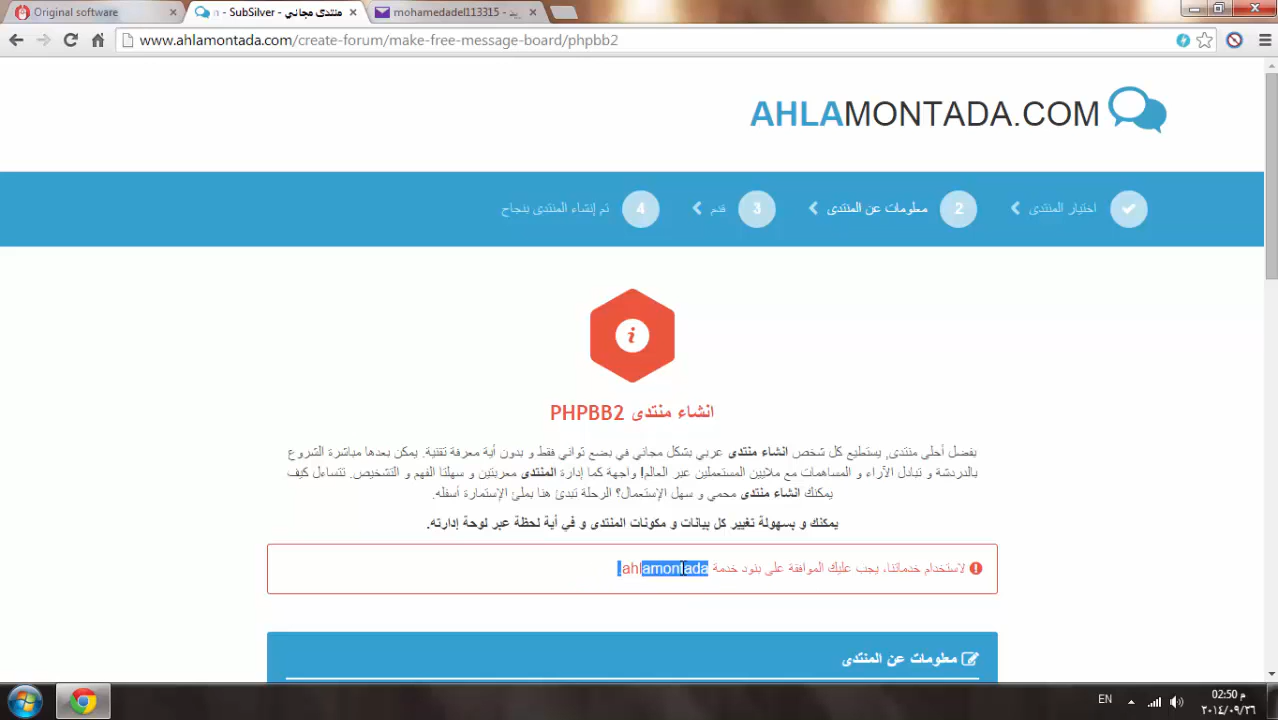 Original software
منتدى مجاني - SubSilver - n
mohamedadel113315 - يد...
www.ahlamontada.com/create-forum/make-free-message-board/phpbb2
AHLAMONTADA.COM
اختيار المنتدى
2 معلومات عن المنتدى
3 قدم
4 تم إنشاء المنتدى بنجاح
i
انشاء منتدى PHPBB2
بفضل أحلى منتدى, يستطيع كل شخص انشاء منتدى عربي بشكل مجاني في بضع ثواني فقط و بدون أية معرفة تقنية. يمكن بعدها مباشرة الشروع
بالدردشة و تبادل الآراء و المساهمات مع ملايين المستعملين عبر العالم! واجهة كما إدارة المنتدى معربتين و سهلتا الفهم و التشخيص. تتساءل كيف
يمكنك انشاء منتدى محمي و سهل الإستعمال؟ الرحلة تبدئ هنا بملئ الإستمارة أسفله.
يمكنك و بسهولة تغيير كل بيانات و مكونات المنتدى و في أية لحظة عبر لوحة إدارته.
لاستخدام خدماتنا، يجب عليك الموافقة على بنود خدمة ahlamontada
معلومات عن المنتدى
EN
02:50 م
٢٠١٤/٠٩/٢٦